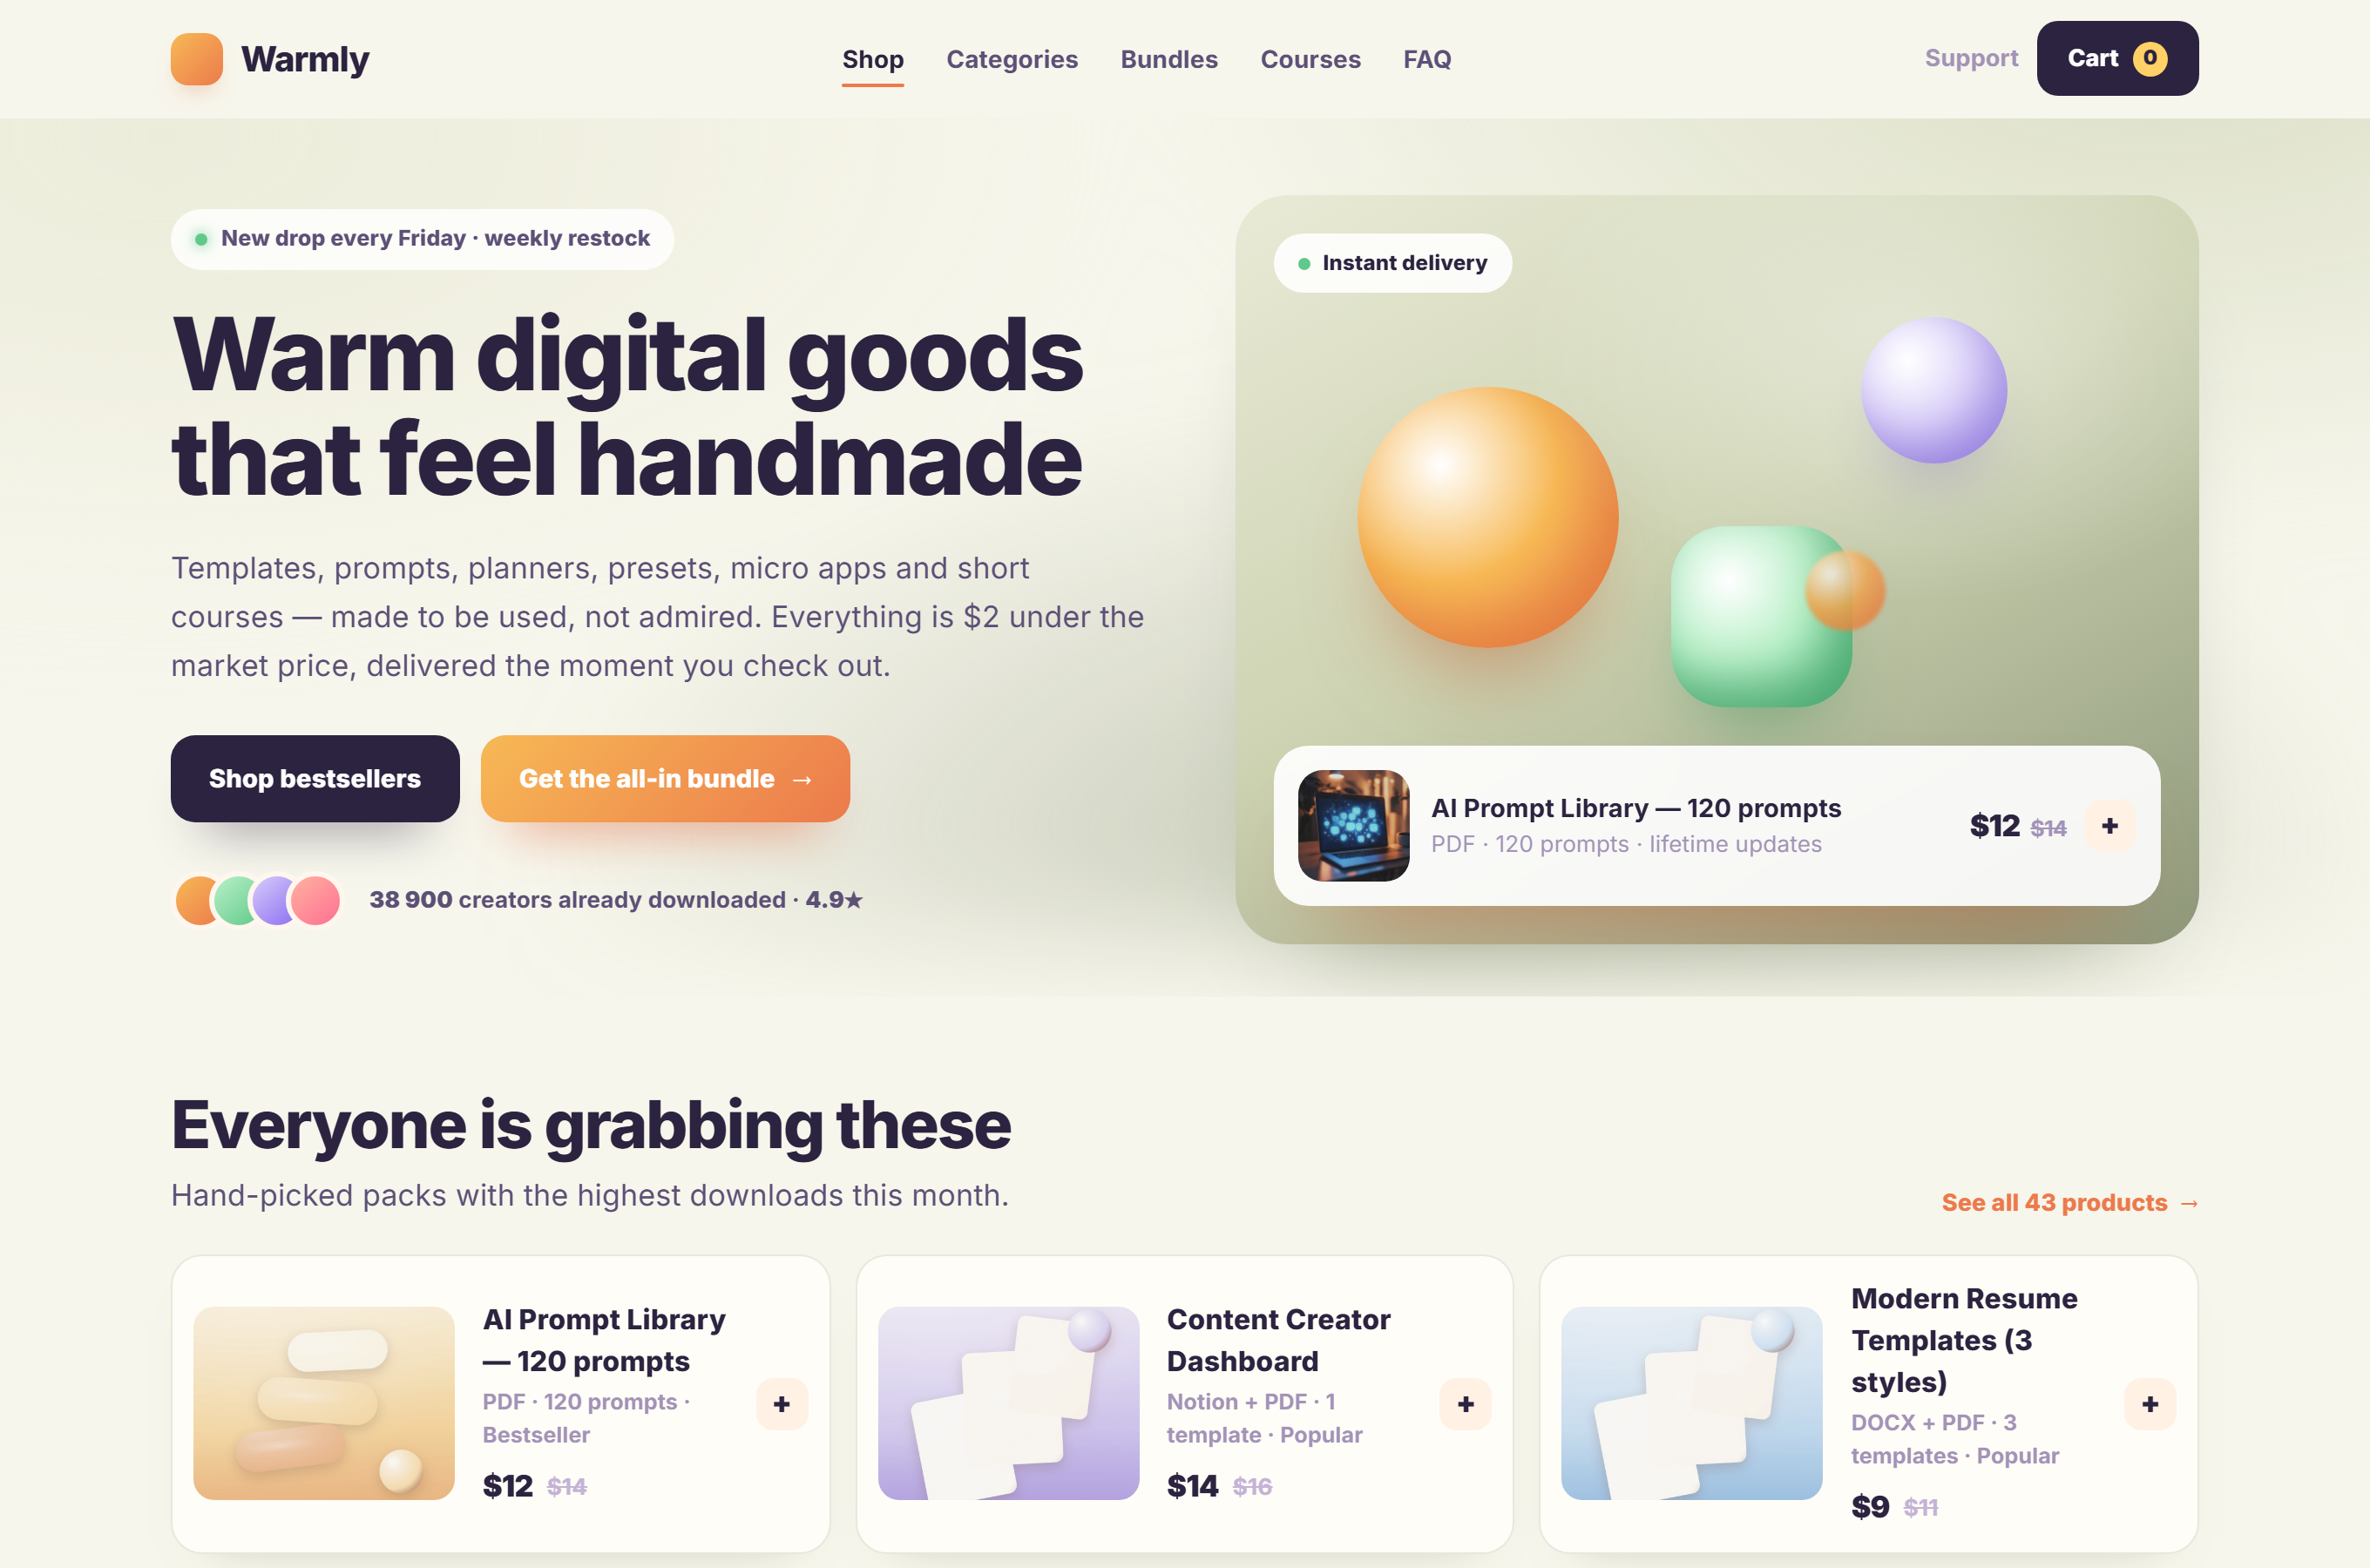 Warmly
Shop
Categories
Bundles
Courses
FAQ
Support
Cart 0
New drop every Friday · weekly restock
Warm digital goods
that feel handmade
Templates, prompts, planners, presets, micro apps and short
courses — made to be used, not admired. Everything is $2 under the
market price, delivered the moment you check out.
Shop bestsellers
Get the all-in bundle →
38 900 creators already downloaded · 4.9★
Instant delivery
AI Prompt Library — 120 prompts
PDF · 120 prompts · lifetime updates
$12 $14
+
Everyone is grabbing these
Hand-picked packs with the highest downloads this month.
See all 43 products →
AI Prompt Library
— 120 prompts
PDF · 120 prompts ·
Bestseller
$12 $14
+
Content Creator
Dashboard
Notion + PDF · 1
template · Popular
$14 $16
+
Modern Resume
Templates (3
styles)
DOCX + PDF · 3
templates · Popular
$9 $11
+